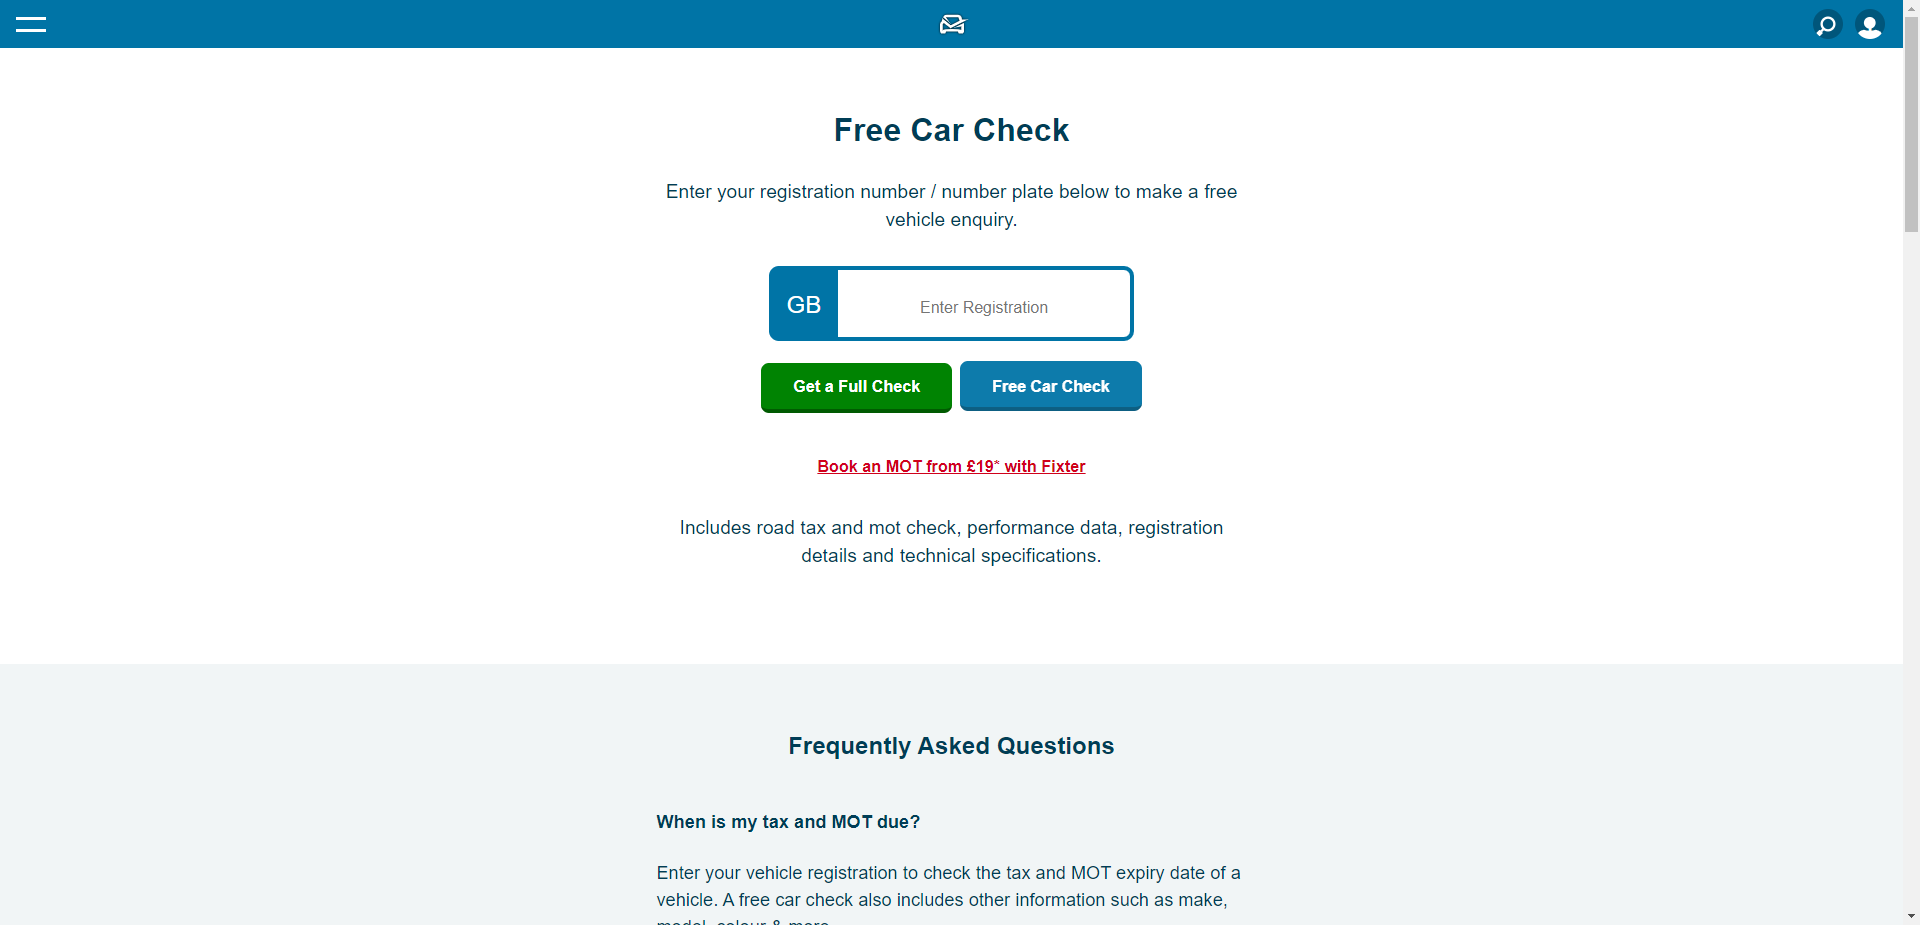 Free Car Check
Enter your registration number / number plate below to make a free
vehicle enquiry.
GB
Enter Registration
Get a Full Check
Free Car Check
Book an MOT from £19* with Fixter
Includes road tax and mot check, performance data, registration
details and technical specifications.
Frequently Asked Questions
When is my tax and MOT due?
Enter your vehicle registration to check the tax and MOT expiry date of a
vehicle. A free car check also includes other information such as make,
model, colour & more.